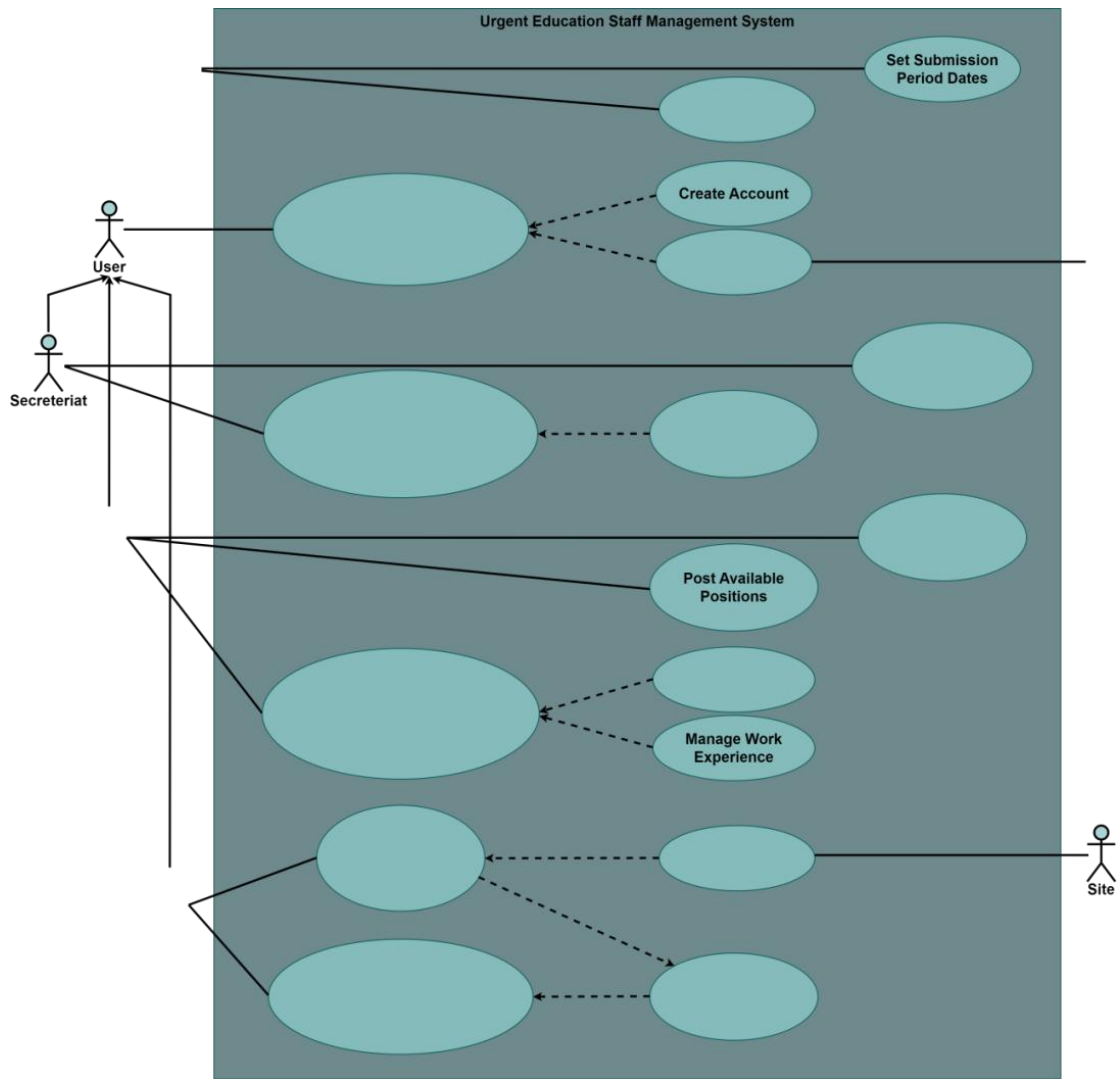 Urgent Education Staff Management System
Set Submission
Period Dates
Create Account
User
Secreteriat
Post Available
Positions
Manage Work
Experience
Site